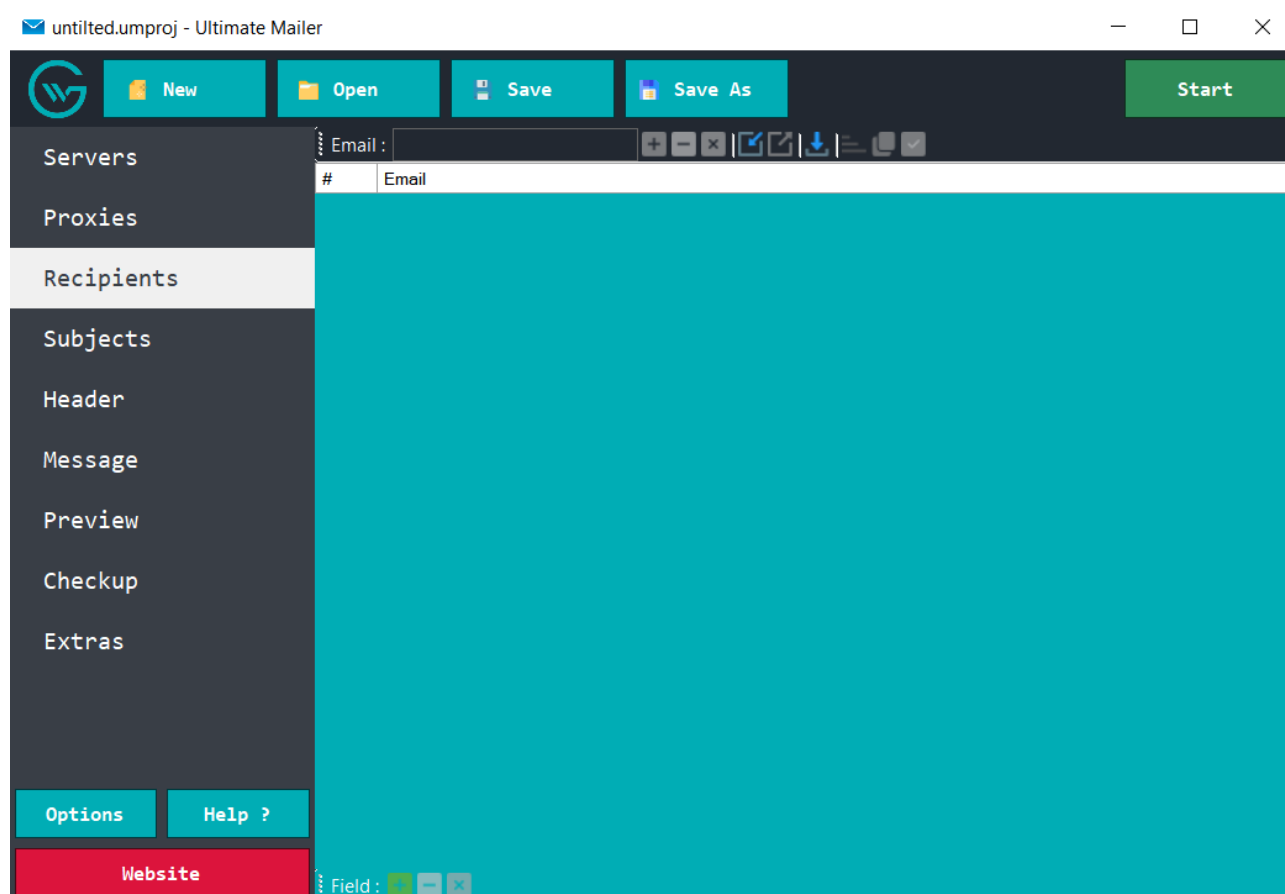 untilted.umproj - Ultimate Mailer
New Open Save Save As Start
Servers
Proxies
Recipients
Subjects
Header
Message
Preview
Checkup
Extras
Options Help ?
Website
Email :
# Email
Field :